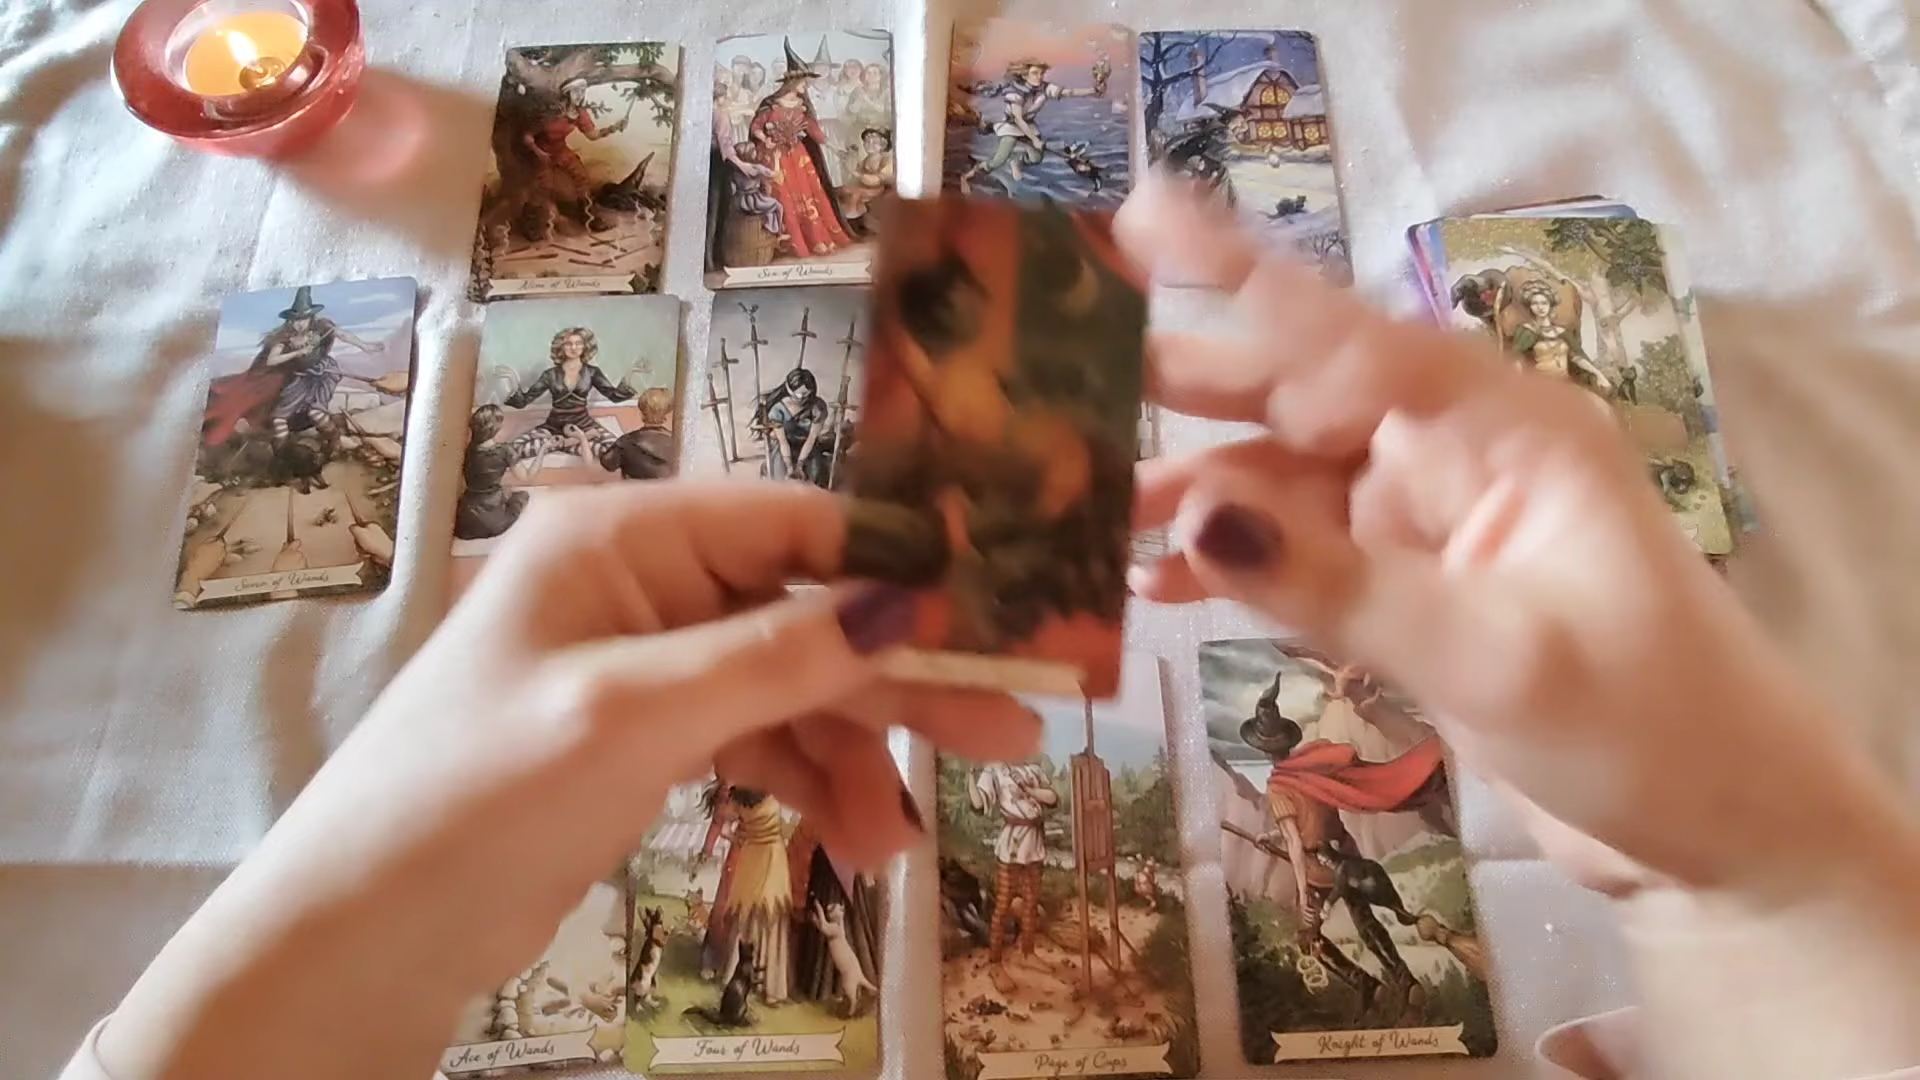 Nine of Wands
Six of Wands
Seven of Wands
Ace of Wands
Four of Wands
Page of Cups
Knight of Wands